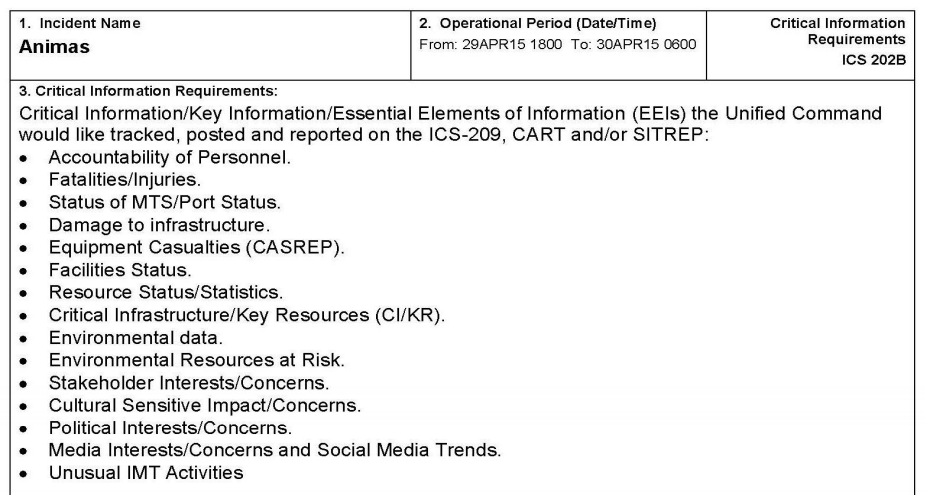 1. Incident Name
Animas
2. Operational Period (Date/Time)
From: 29APR15 1800 To: 30APR15 0600
Critical Information
Requirements
ICS 202B
3. Critical Information Requirements:
Critical Information/Key Information/Essential Elements of Information (EEIs) the Unified Command
would like tracked, posted and reported on the ICS-209, CART and/or SITREP:
• Accountability of Personnel.
• Fatalities/Injuries.
• Status of MTS/Port Status.
• Damage to infrastructure.
• Equipment Casualties (CASREP).
• Facilities Status.
• Resource Status/Statistics.
• Critical Infrastructure/Key Resources (CI/KR).
• Environmental data.
• Environmental Resources at Risk.
• Stakeholder Interests/Concerns.
• Cultural Sensitive Impact/Concerns.
• Political Interests/Concerns.
• Media Interests/Concerns and Social Media Trends.
• Unusual IMT Activities